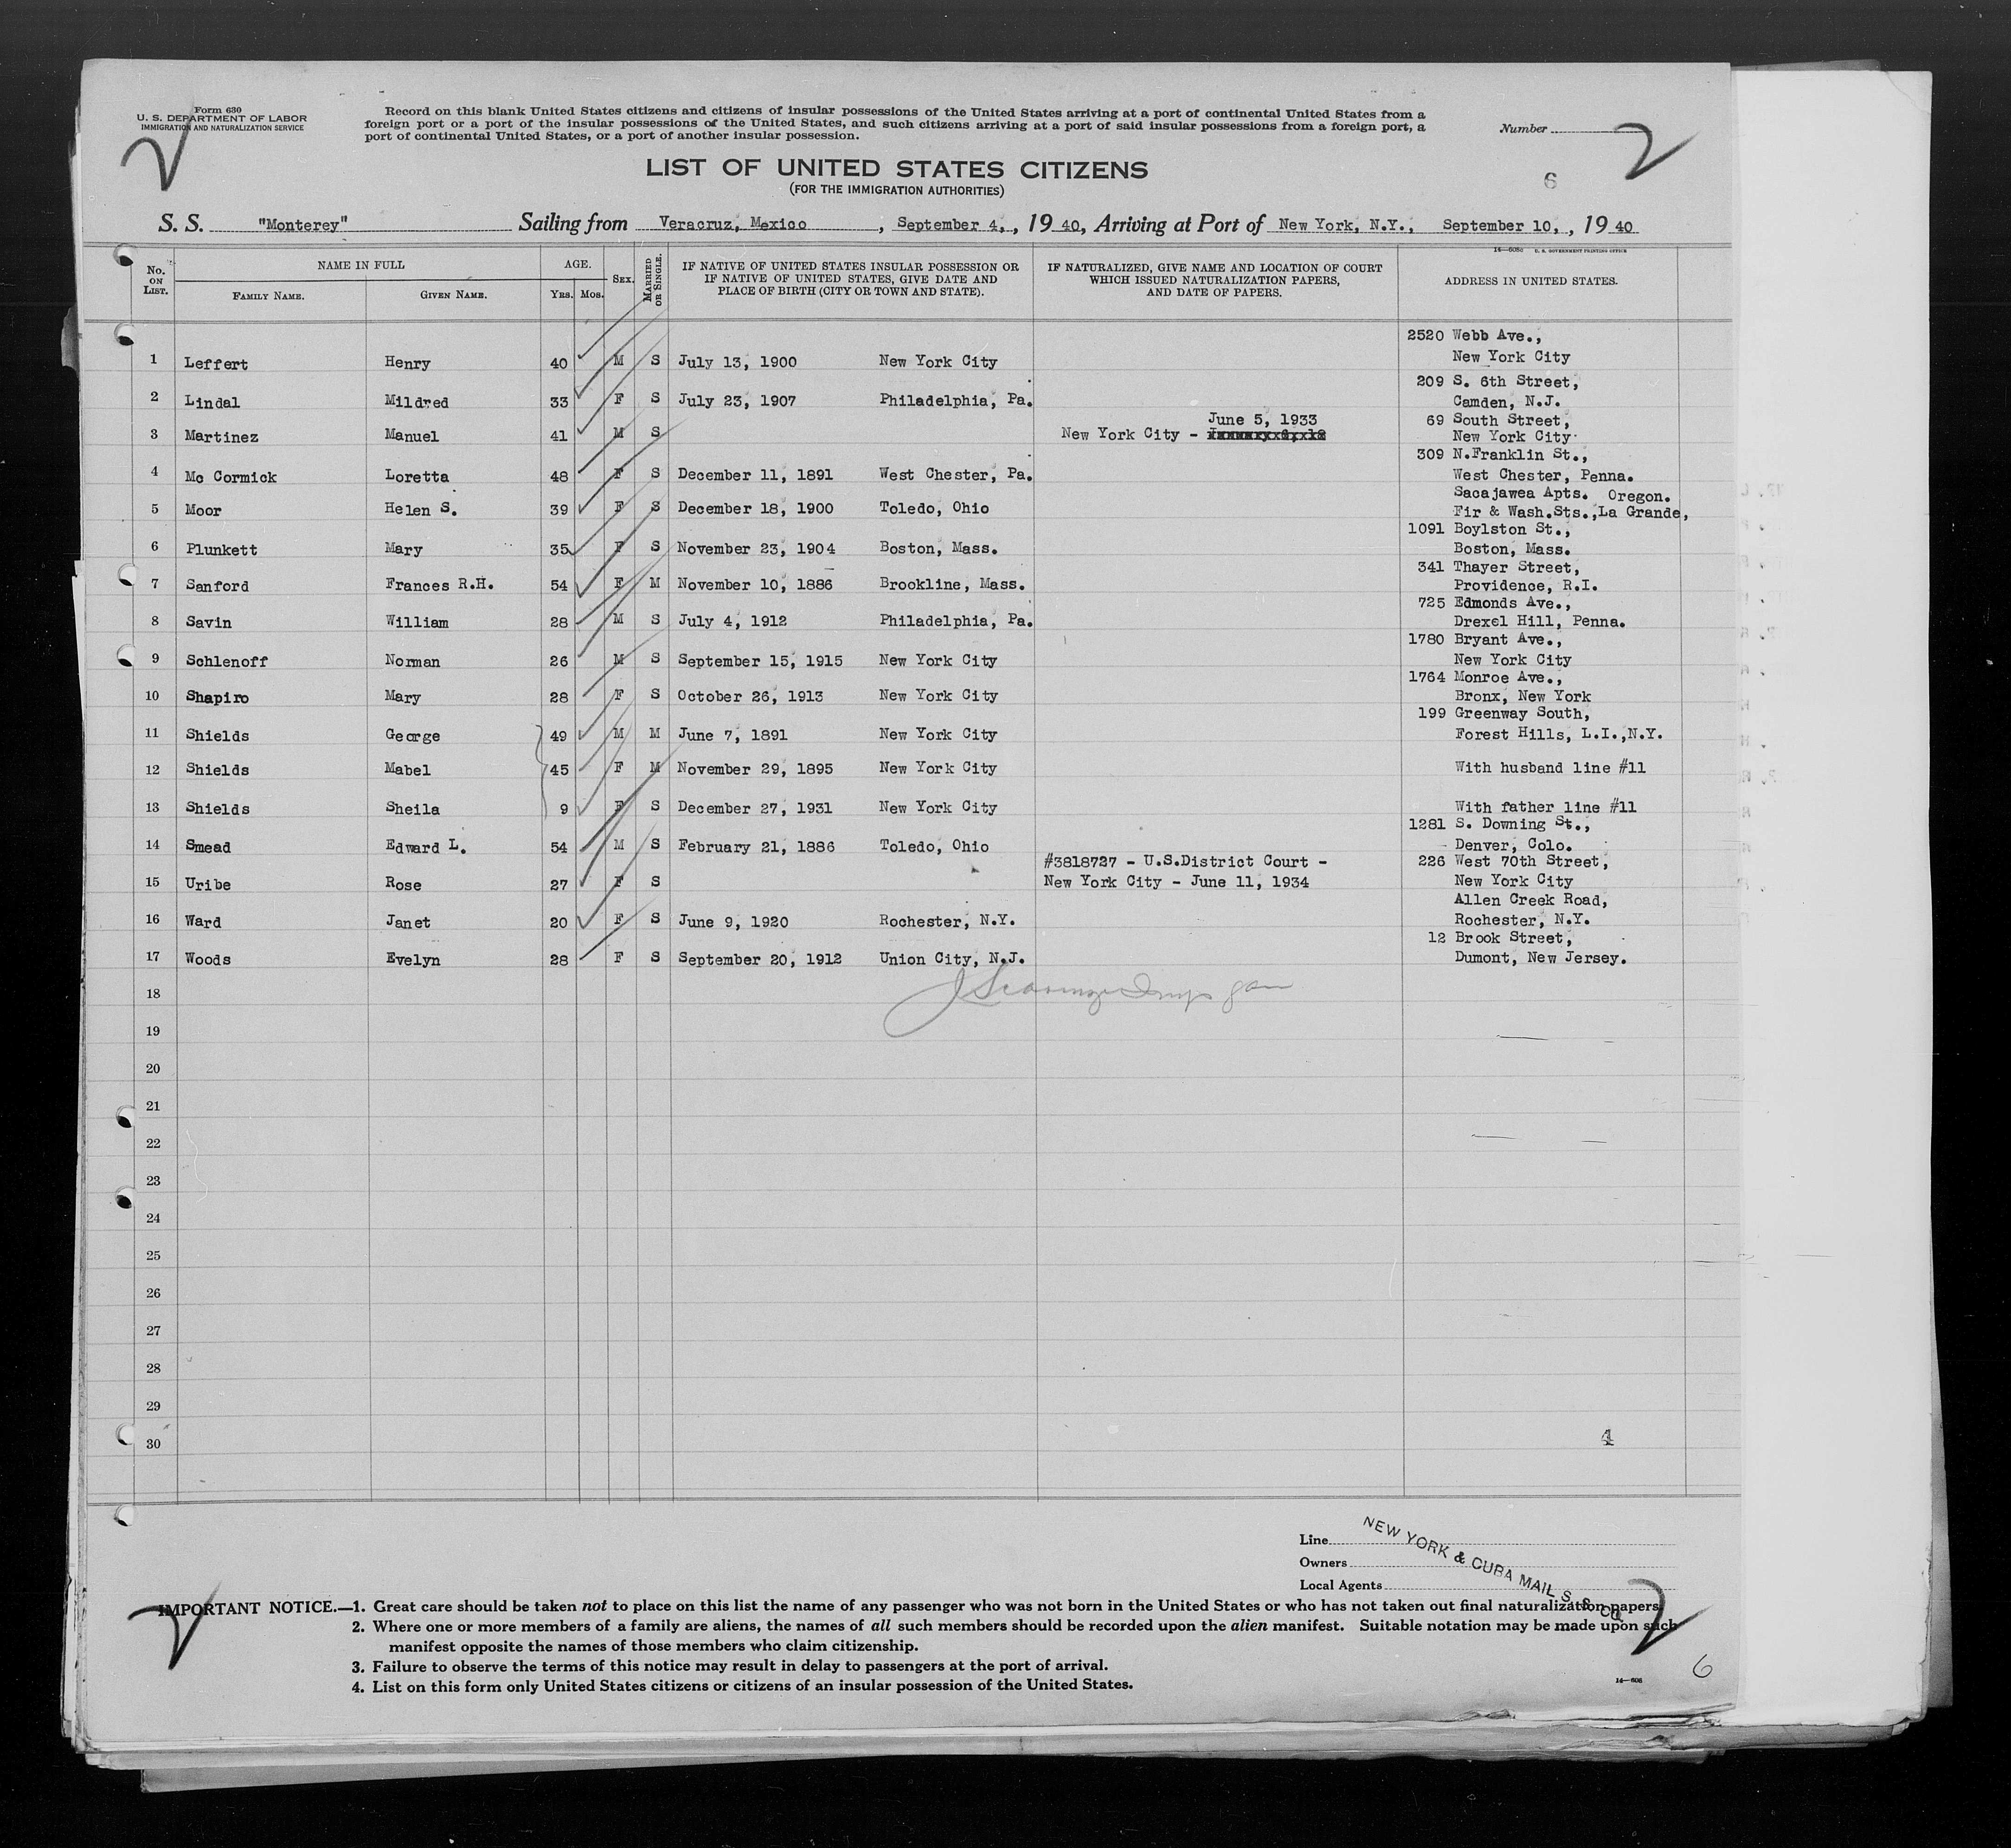 Form 630
U. S. DEPARTMENT OF LABOR
IMMIGRATION AND NATURALIZATION SERVICE
Record on this blank United States citizens and citizens of insular possessions of the United States arriving at a port of continental United States from a
foreign port or a port of the insular possessions of the United States, and such citizens arriving at a port of said insular possessions from a foreign port, a
port of continental United States, or a port of another insular possession.
Number
2
2
LIST OF UNITED STATES CITIZENS
(FOR THE IMMIGRATION AUTHORITIES)
6
S. S. "Monterey" Sailing from Veracruz, Mexico, September 4, , 19 40, Arriving at Port of New York, N.Y., September 10, , 19 40
14—608c U. S. GOVERNMENT PRINTING OFFICE
No. ON LIST. NAME IN FULL FAMILY NAME. GIVEN NAME. AGE. YRS. MOS. SEX. MARRIED OR SINGLE. IF NATIVE OF UNITED STATES INSULAR POSSESSION OR IF NATIVE OF UNITED STATES, GIVE DATE AND PLACE OF BIRTH (CITY OR TOWN AND STATE). IF NATURALIZED, GIVE NAME AND LOCATION OF COURT WHICH ISSUED NATURALIZATION PAPERS, AND DATE OF PAPERS. ADDRESS IN UNITED STATES.
2520 Webb Ave.,
1 Leffert Henry 40 M S July 13, 1900 New York City New York City
209 S. 6th Street,
2 Lindal Mildred 33 F S July 23, 1907 Philadelphia, Pa. Camden, N.J.
June 5, 1933 69 South Street,
3 Martinez Manuel 41 M S New York City - New York City
309 N.Franklin St.,
4 Mc Cormick Loretta 48 F S December 11, 1891 West Chester, Pa. West Chester, Penna.
Sacajawea Apts. Oregon.
5 Moor Helen S. 39 F S December 18, 1900 Toledo, Ohio Fir & Wash.Sts.,La Grande,
1091 Boylston St.,
6 Plunkett Mary 35 F S November 23, 1904 Boston, Mass. Boston, Mass.
341 Thayer Street,
7 Sanford Frances R.H. 54 F M November 10, 1886 Brookline, Mass. Providence, R.I.
725 Edmonds Ave.,
8 Savin William 28 M S July 4, 1912 Philadelphia, Pa. Drexel Hill, Penna.
1780 Bryant Ave.,
9 Schlenoff Norman 26 M S September 15, 1915 New York City New York City
1764 Monroe Ave.,
10 Shapiro Mary 28 F S October 26, 1913 New York City Bronx, New York
199 Greenway South,
11 Shields George 49 M M June 7, 1891 New York City Forest Hills, L.I.,N.Y.
12 Shields Mabel 45 F M November 29, 1895 New York City With husband line #11
13 Shields Sheila 9 F S December 27, 1931 New York City With father line #11
1281 S. Downing St.,
14 Smead Edward L. 54 M S February 21, 1886 Toledo, Ohio Denver, Colo.
#3818727 - U.S.District Court - 226 West 70th Street,
15 Uribe Rose 27 F S New York City - June 11, 1934 New York City
Allen Creek Road,
16 Ward Janet 20 F S June 9, 1920 Rochester, N.Y. Rochester, N.Y.
12 Brook Street,
17 Woods Evelyn 28 F S September 20, 1912 Union City, N.J. Dumont, New Jersey.
18
19
20
21
22
23
24
25
26
27
28
29
30
4
Line
Owners
Local Agents
NEW YORK & CUBA MAIL S. S. CO.
2
2
IMPORTANT NOTICE.—1. Great care should be taken not to place on this list the name of any passenger who was not born in the United States or who has not taken out final naturalization papers.
2. Where one or more members of a family are aliens, the names of all such members should be recorded upon the alien manifest. Suitable notation may be made upon such
manifest opposite the names of those members who claim citizenship.
3. Failure to observe the terms of this notice may result in delay to passengers at the port of arrival.
4. List on this form only United States citizens or citizens of an insular possession of the United States.
14—608
6